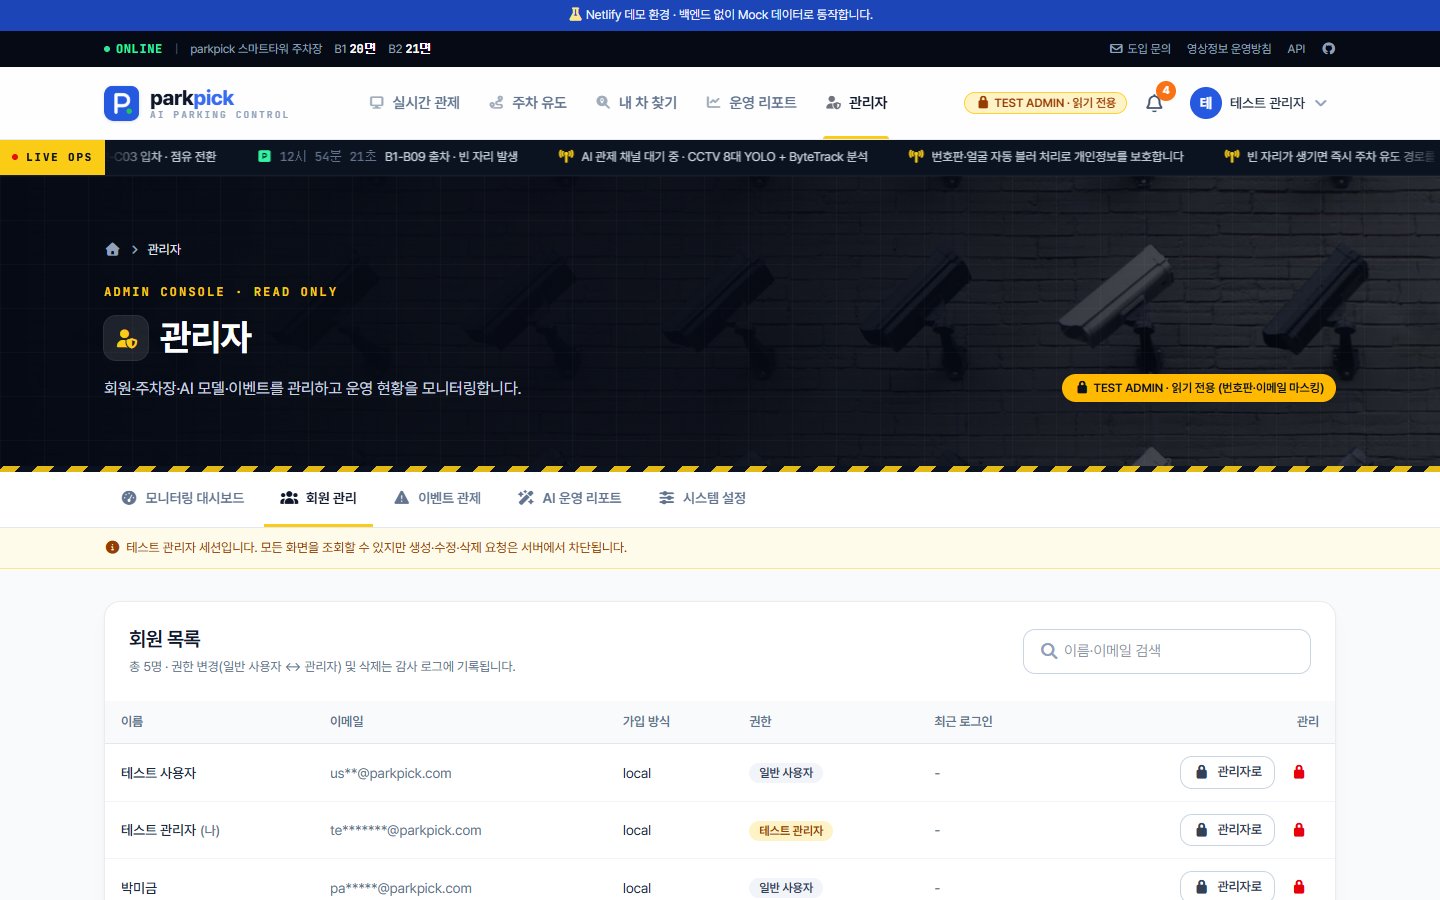 Netlify 데모 환경 · 백엔드 없이 Mock 데이터로 동작합니다.
ONLINE | parkpick 스마트타워 주차장 B1 20면 B2 21면
도입 문의 영상정보 운영방침 API
parkpick
AI PARKING CONTROL
실시간 관제 주차 유도 내 차 찾기 운영 리포트 관리자
TEST ADMIN · 읽기 전용
4
테 테스트 관리자
LIVE OPS
-C03 입차 · 점유 전환 12시 54분 21초 B1-B09 출차 · 빈 자리 발생 AI 관제 채널 대기 중 · CCTV 8대 YOLO + ByteTrack 분석 번호판·얼굴 자동 블러 처리로 개인정보를 보호합니다 빈 자리가 생기면 즉시 주차 유도 경로를
관리자
ADMIN CONSOLE · READ ONLY
관리자
회원·주차장·AI 모델·이벤트를 관리하고 운영 현황을 모니터링합니다.
TEST ADMIN · 읽기 전용 (번호판·이메일 마스킹)
모니터링 대시보드 회원 관리 이벤트 관제 AI 운영 리포트 시스템 설정
테스트 관리자 세션입니다. 모든 화면을 조회할 수 있지만 생성·수정·삭제 요청은 서버에서 차단됩니다.
회원 목록
총 5명 · 권한 변경(일반 사용자 ↔ 관리자) 및 삭제는 감사 로그에 기록됩니다.
이름·이메일 검색
이름 이메일 가입 방식 권한 최근 로그인 관리
테스트 사용자 us**@parkpick.com local 일반 사용자 - 관리자로
테스트 관리자 (나) te*******@parkpick.com local 테스트 관리자 - 관리자로
박미금 pa*****@parkpick.com local 일반 사용자 - 관리자로